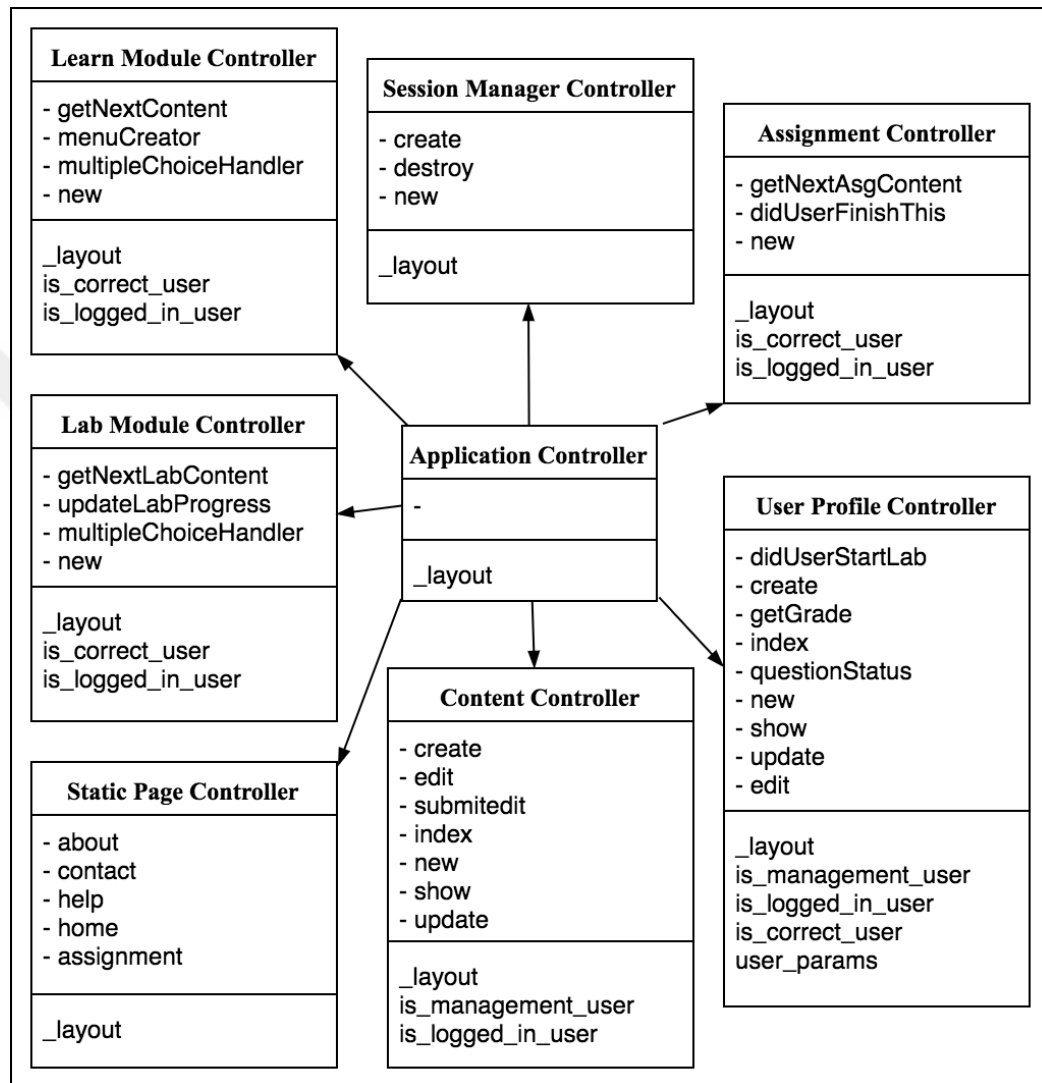 Learn Module Controller
- getNextContent
- menuCreator
- multipleChoiceHandler
- new
_layout
is_correct_user
is_logged_in_user
Session Manager Controller
- create
- destroy
- new
_layout
Assignment Controller
- getNextAsgContent
- didUserFinishThis
- new
_layout
is_correct_user
is_logged_in_user
Lab Module Controller
- getNextLabContent
- updateLabProgress
- multipleChoiceHandler
- new
_layout
is_correct_user
is_logged_in_user
Application Controller
-
_layout
User Profile Controller
- didUserStartLab
- create
- getGrade
- index
- questionStatus
- new
- show
- update
- edit
_layout
is_management_user
is_logged_in_user
is_correct_user
user_params
Static Page Controller
- about
- contact
- help
- home
- assignment
_layout
Content Controller
- create
- edit
- submitedit
- index
- new
- show
- update
_layout
is_management_user
is_logged_in_user